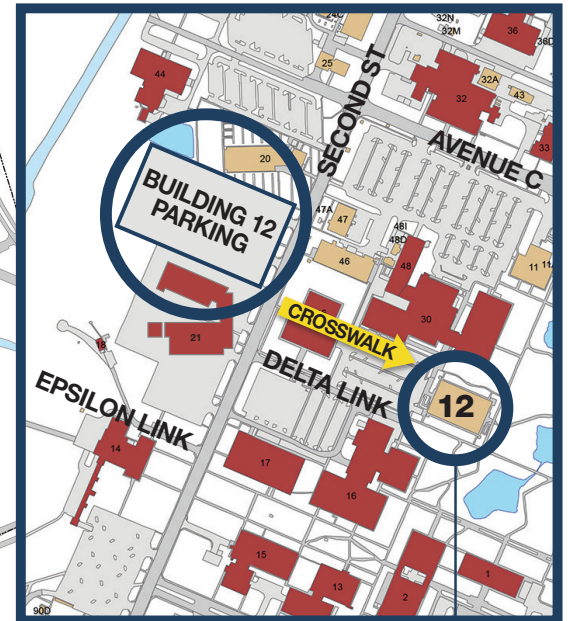 24C
32N
32M
36
36D
25
44
32A
43
32
SECOND ST
AVENUE C
33
20
BUILDING 12
PARKING
47A
47
48I
48D
46
48
11
30
CROSSWALK
21
18
DELTA LINK
12
EPSILON LINK
14
17
16
15
13
2
1
90D